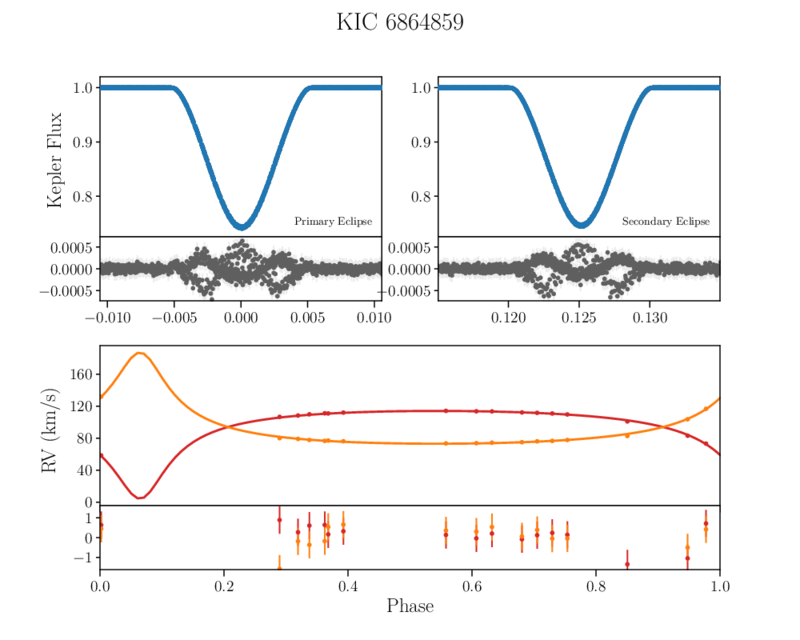 KIC 6864859
Kepler Flux
1.0
0.9
0.8
Primary Eclipse
1.0
0.9
0.8
Secondary Eclipse
0.0005
0.0000
−0.0005
0.0005
0.0000
−0.0005
−0.010 −0.005 0.000 0.005 0.010
0.120 0.125 0.130
RV (km/s)
160
120
80
40
0
1
0
−1
0.0 0.2 0.4 0.6 0.8 1.0
Phase